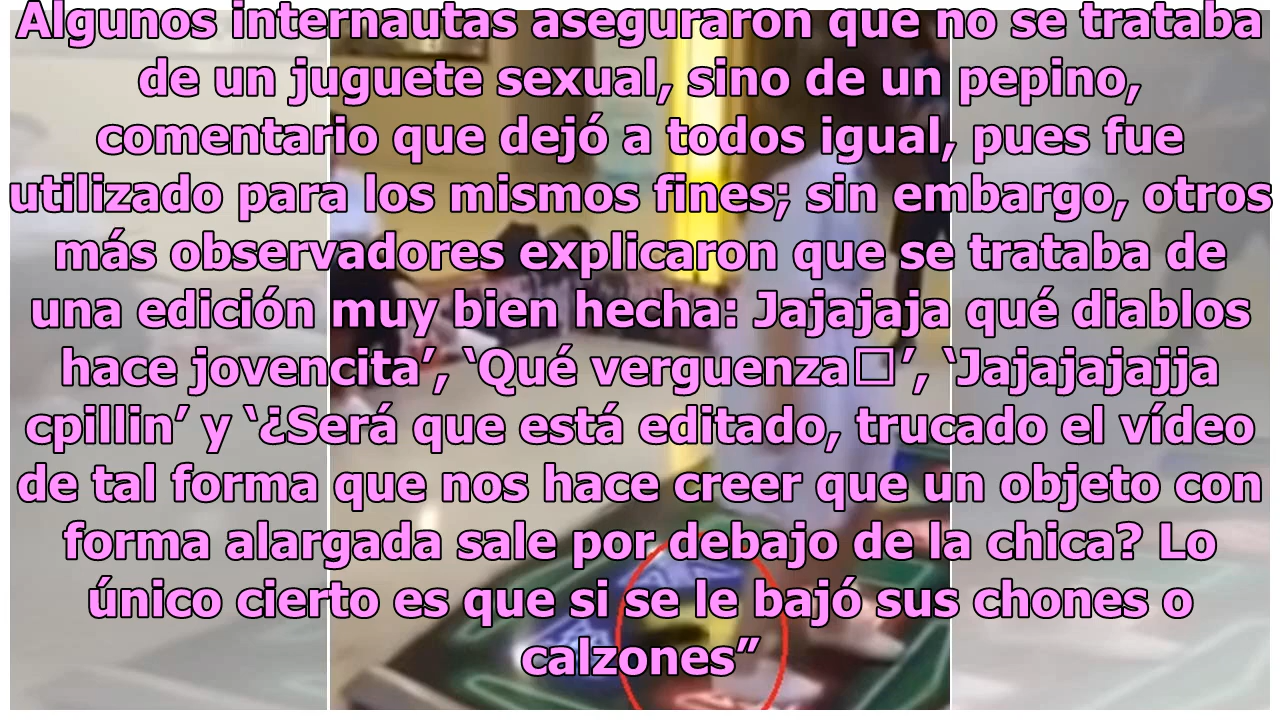 Algunos internautas aseguraron que no se trataba
de un juguete sexual, sino de un pepino,
comentario que dejó a todos igual, pues fue
utilizado para los mismos fines; sin embargo, otros
más observadores explicaron que se trataba de
una edición muy bien hecha: Jajajaja qué diablos
hace jovencita’, ‘Qué verguenza□’, ‘Jajajajajja
cpillin’ y ‘¿Será que está editado, trucado el vídeo
de tal forma que nos hace creer que un objeto con
forma alargada sale por debajo de la chica? Lo
único cierto es que si se le bajó sus chones o
calzones”